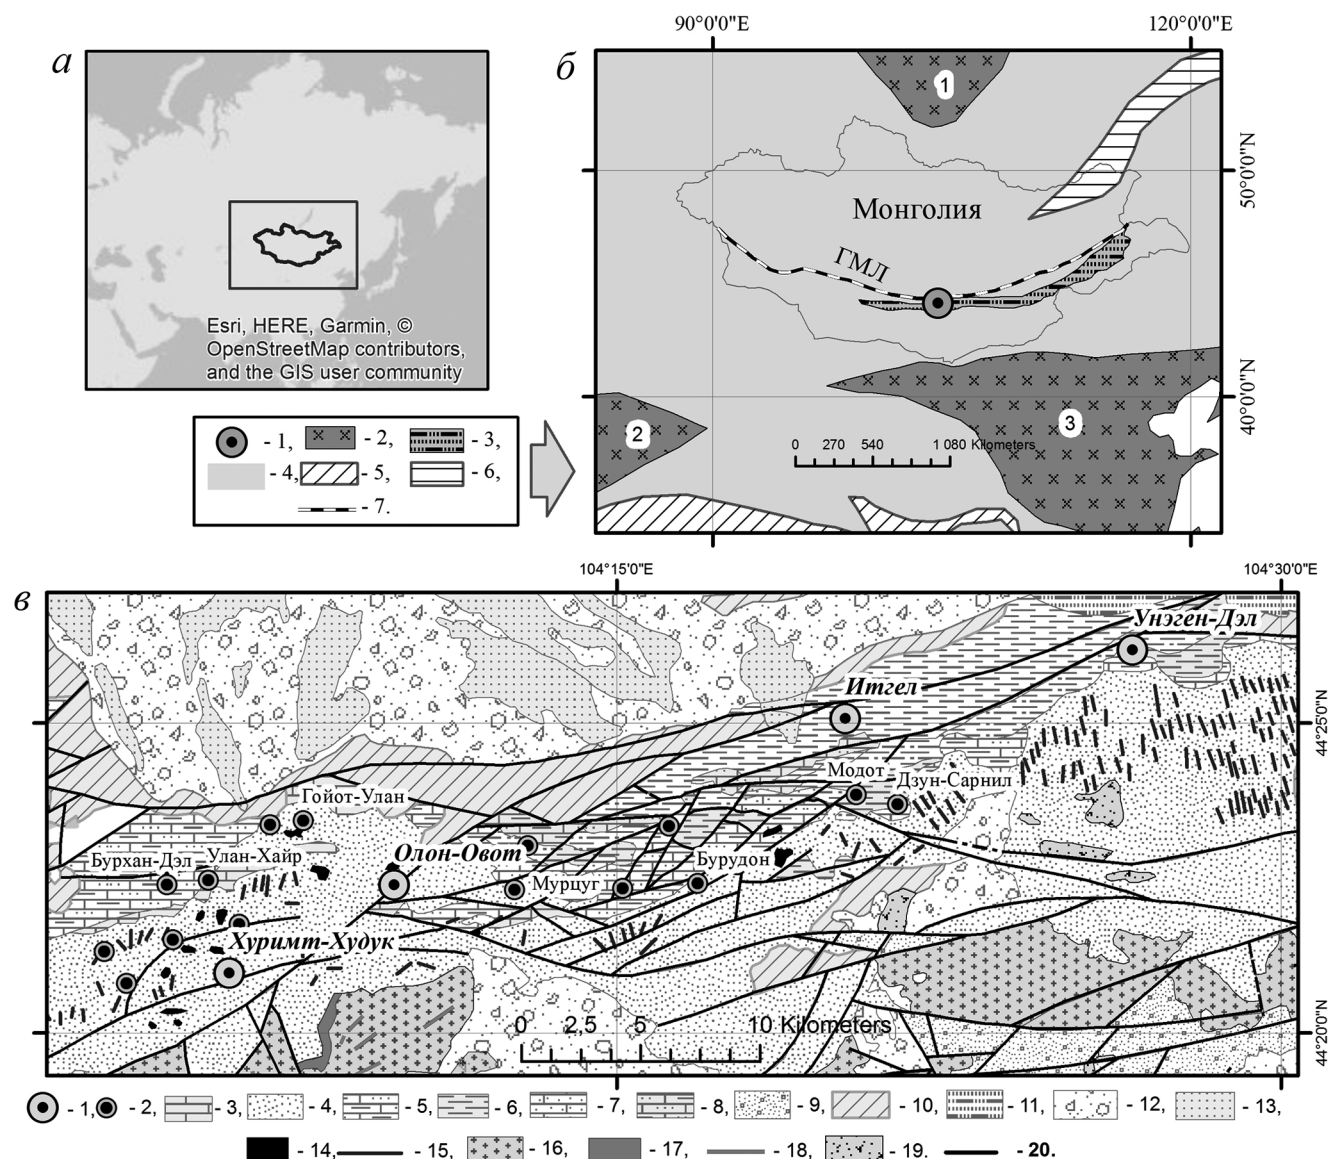 а
Esri, HERE, Garmin, ©
OpenStreetMap contributors,
and the GIS user community
- 1,
- 2,
- 3,
- 4,
- 5,
- 6,
- 7.
б
90°0'0"E
120°0'0"E
50°0'0"N
40°0'0"N
1
Монголия
ГМЛ
2
3
0 270 540 1 080 Kilometers
в
104°15'0"E
104°30'0"E
44°25'0"N
44°20'0"N
Унэген-Дэл
Итгел
Модот
Дзун-Сарнил
Гойот-Улан
Олон-Овот
Бурхан-Дэл
Улан-Хайр
Бурудон
Мурцуг
Хуримт-Худук
0 2,5 5 10 Kilometers
- 1, - 2, - 3, - 4, - 5, - 6, - 7, - 8, - 9, - 10, - 11, - 12, - 13,
- 14, - 15, - 16, - 17, - 18, - 19. - 20.